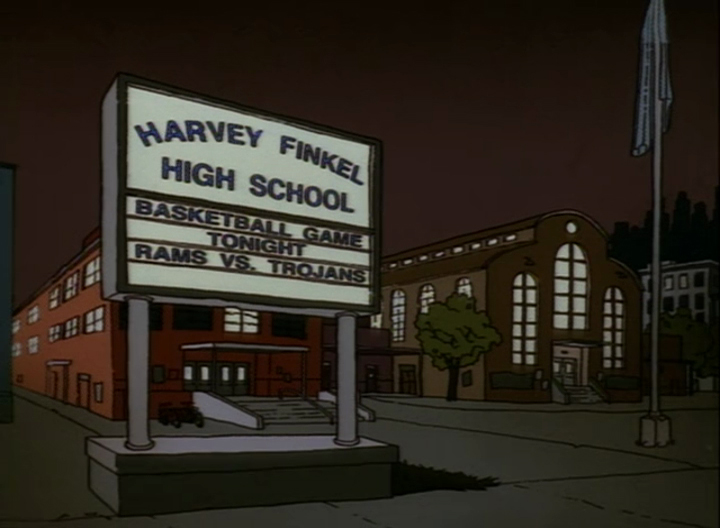 HARVEY FINKEL
HIGH SCHOOL
BASKETBALL GAME
TONIGHT
RAMS VS. TROJANS